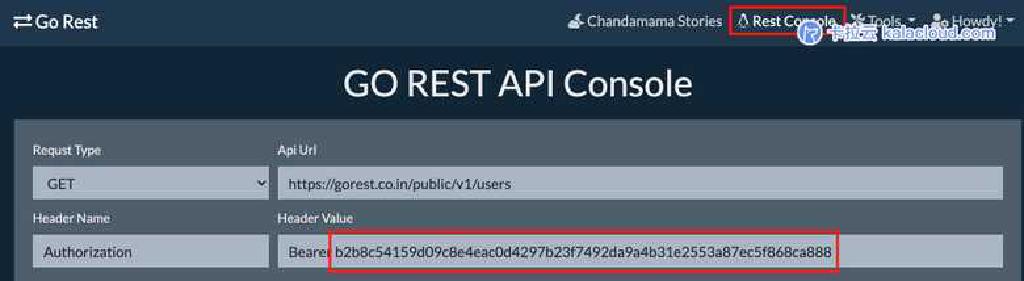 Go Rest
Chandamama Stories Rest Console Tools Howdy!
卡拉云 kalacloud.com
GO REST API Console
Requst Type Api Url
GET https://gorest.co.in/public/v1/users
Header Name Header Value
Authorization Bearer b2b8c54159d09c8e4eac0d4297b23f7492da9a4b31e2553a87ec5f868ca888